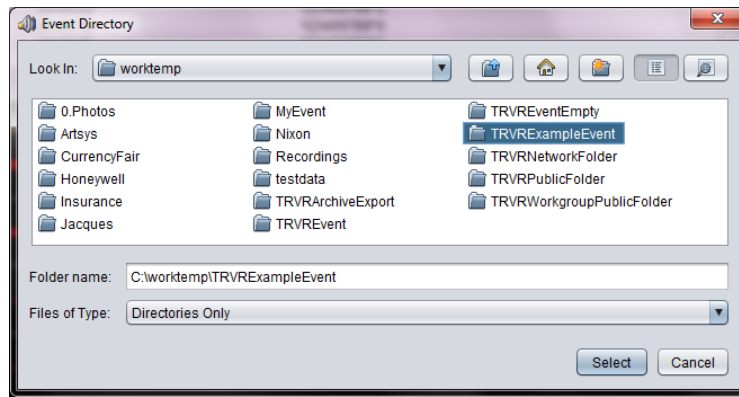 Event Directory
Look In: worktemp
0.Photos MyEvent TRVREventEmpty
Artsys Nixon TRVRExampleEvent
CurrencyFair Recordings TRVRNetworkFolder
Honeywell testdata TRVRPublicFolder
Insurance TRVRArchiveExport TRVRWorkgroupPublicFolder
Jacques TRVREvent
Folder name: C:\worktemp\TRVRExampleEvent
Files of Type: Directories Only
Select Cancel